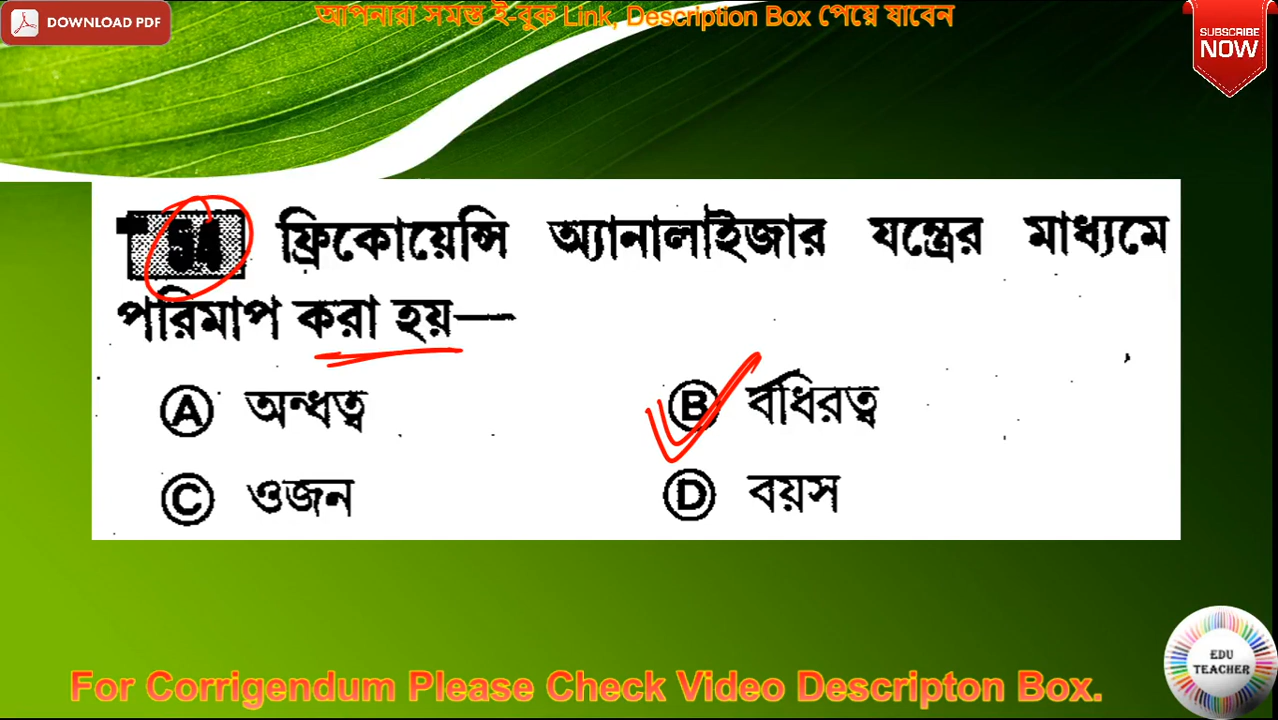 DOWNLOAD PDF
আপনারা সমস্ত ই-বুক Link, Description Box পেয়ে যাবেন
SUBSCRIBE
NOW
54 ফ্রিকোয়েন্সি অ্যানালাইজার যন্ত্রের মাধ্যমে
পরিমাপ করা হয়—
A অন্ধত্ব
B বধিরত্ব
C ওজন
D বয়স
EDU
TEACHER
For Corrigendum Please Check Video Descripton Box.